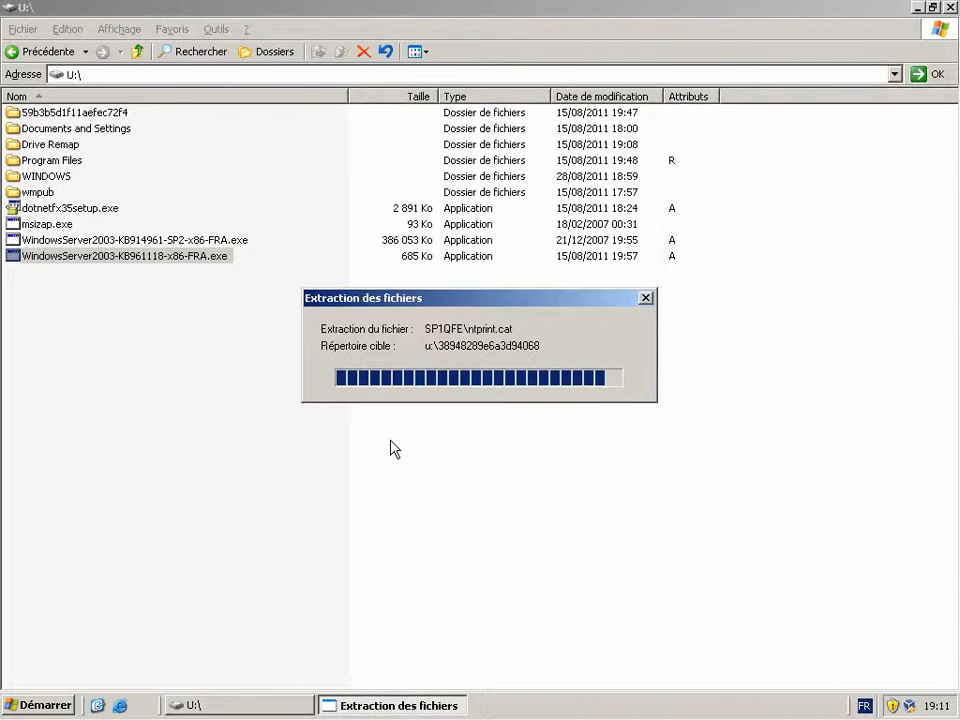 U:\
Fichier Edition Affichage Favoris Outils ?
Précédente Rechercher Dossiers
Adresse U:\ OK
Nom Taille Type Date de modification Attributs
59b3b5d1f11aefec72f4 Dossier de fichiers 15/08/2011 19:47
Documents and Settings Dossier de fichiers 15/08/2011 18:00
Drive Remap Dossier de fichiers 15/08/2011 19:08
Program Files Dossier de fichiers 15/08/2011 19:48 R
WINDOWS Dossier de fichiers 28/08/2011 18:59
wmpub Dossier de fichiers 15/08/2011 17:57
dotnetfx35setup.exe 2 891 Ko Application 15/08/2011 18:24 A
msizap.exe 93 Ko Application 18/02/2007 00:31
WindowsServer2003-KB914961-SP2-x86-FRA.exe 386 053 Ko Application 21/12/2007 19:55 A
WindowsServer2003-KB961118-x86-FRA.exe 685 Ko Application 15/08/2011 19:57 A
Extraction des fichiers
Extraction du fichier : SP1QFE\ntprint.cat
Répertoire cible : u:\38948289e6a3d94068
Démarrer U:\ Extraction des fichiers FR 19:11